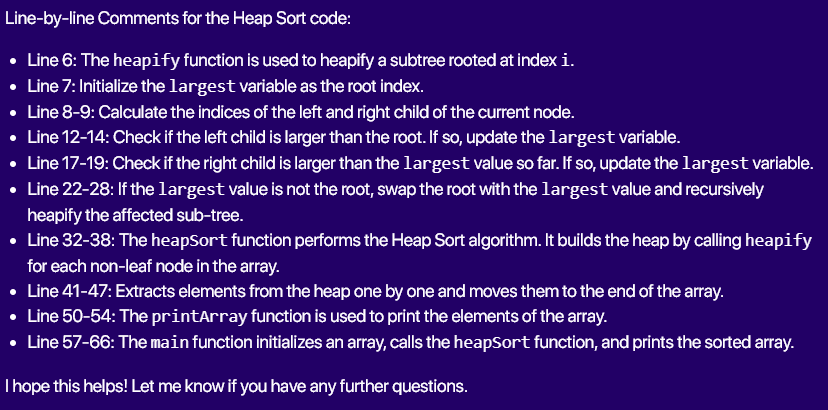 Line-by-line Comments for the Heap Sort code:
• Line 6: The heapify function is used to heapify a subtree rooted at index i.
• Line 7: Initialize the largest variable as the root index.
• Line 8-9: Calculate the indices of the left and right child of the current node.
• Line 12-14: Check if the left child is larger than the root. If so, update the largest variable.
• Line 17-19: Check if the right child is larger than the largest value so far. If so, update the largest variable.
• Line 22-28: If the largest value is not the root, swap the root with the largest value and recursively
heapify the affected sub-tree.
• Line 32-38: The heapSort function performs the Heap Sort algorithm. It builds the heap by calling heapify
for each non-leaf node in the array.
• Line 41-47: Extracts elements from the heap one by one and moves them to the end of the array.
• Line 50-54: The printArray function is used to print the elements of the array.
• Line 57-66: The main function initializes an array, calls the heapSort function, and prints the sorted array.
I hope this helps! Let me know if you have any further questions.